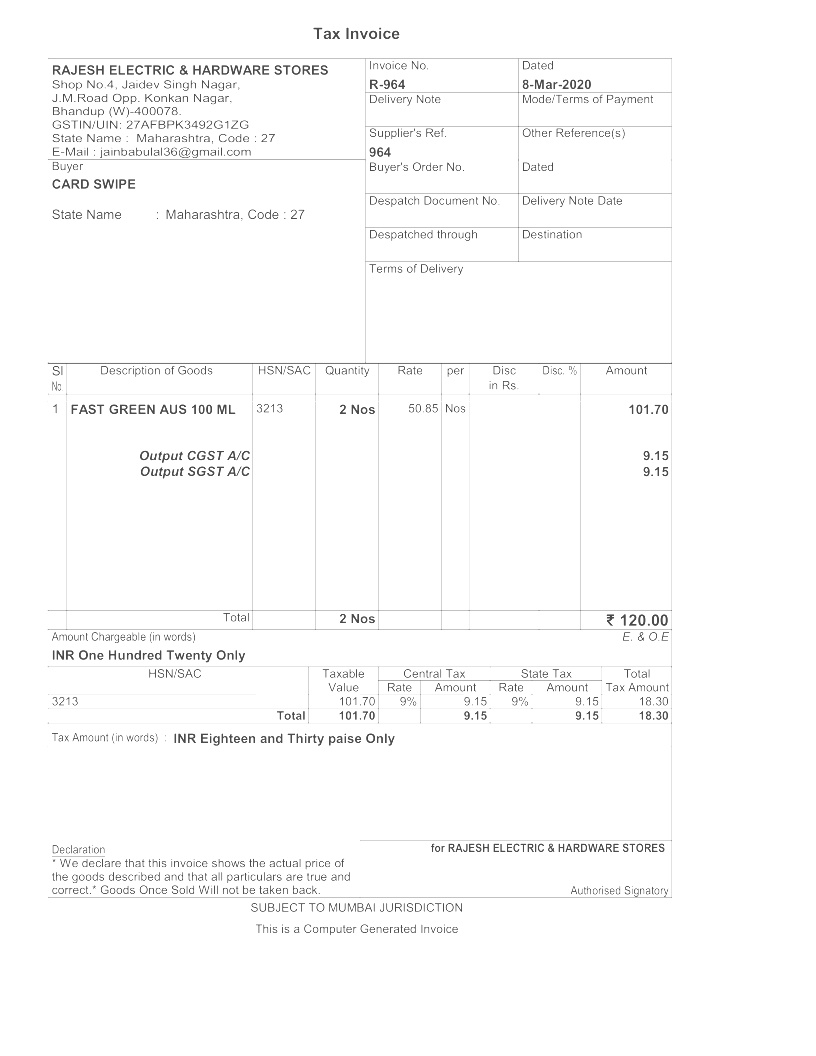 Tax Invoice
RAJESH ELECTRIC & HARDWARE STORES
Shop No.4, Jaidev Singh Nagar,
J.M.Road Opp. Konkan Nagar,
Bhandup (W)-400078.
GSTIN/UIN: 27AFBPK3492G1ZG
State Name : Maharashtra, Code : 27
E-Mail : jainbabulal36@gmail.com
Invoice No. Dated
R-964 8-Mar-2020
Delivery Note Mode/Terms of Payment
Supplier's Ref. Other Reference(s)
964
Buyer
CARD SWIPE
State Name : Maharashtra, Code : 27
Buyer's Order No. Dated
Despatch Document No. Delivery Note Date
Despatched through Destination
Terms of Delivery
Sl Description of Goods HSN/SAC Quantity Rate per Disc Disc. % Amount
No. in Rs.
1 FAST GREEN AUS 100 ML 3213 2 Nos 50.85 Nos 101.70
Output CGST A/C 9.15
Output SGST A/C 9.15
Total 2 Nos ₹ 120.00
Amount Chargeable (in words) E. & O.E
INR One Hundred Twenty Only
HSN/SAC Taxable Central Tax State Tax Total
Value Rate Amount Rate Amount Tax Amount
3213 101.70 9% 9.15 9% 9.15 18.30
Total 101.70 9.15 9.15 18.30
Tax Amount (in words) : INR Eighteen and Thirty paise Only
Declaration
* We declare that this invoice shows the actual price of
the goods described and that all particulars are true and
correct.* Goods Once Sold Will not be taken back.
for RAJESH ELECTRIC & HARDWARE STORES
Authorised Signatory
SUBJECT TO MUMBAI JURISDICTION
This is a Computer Generated Invoice